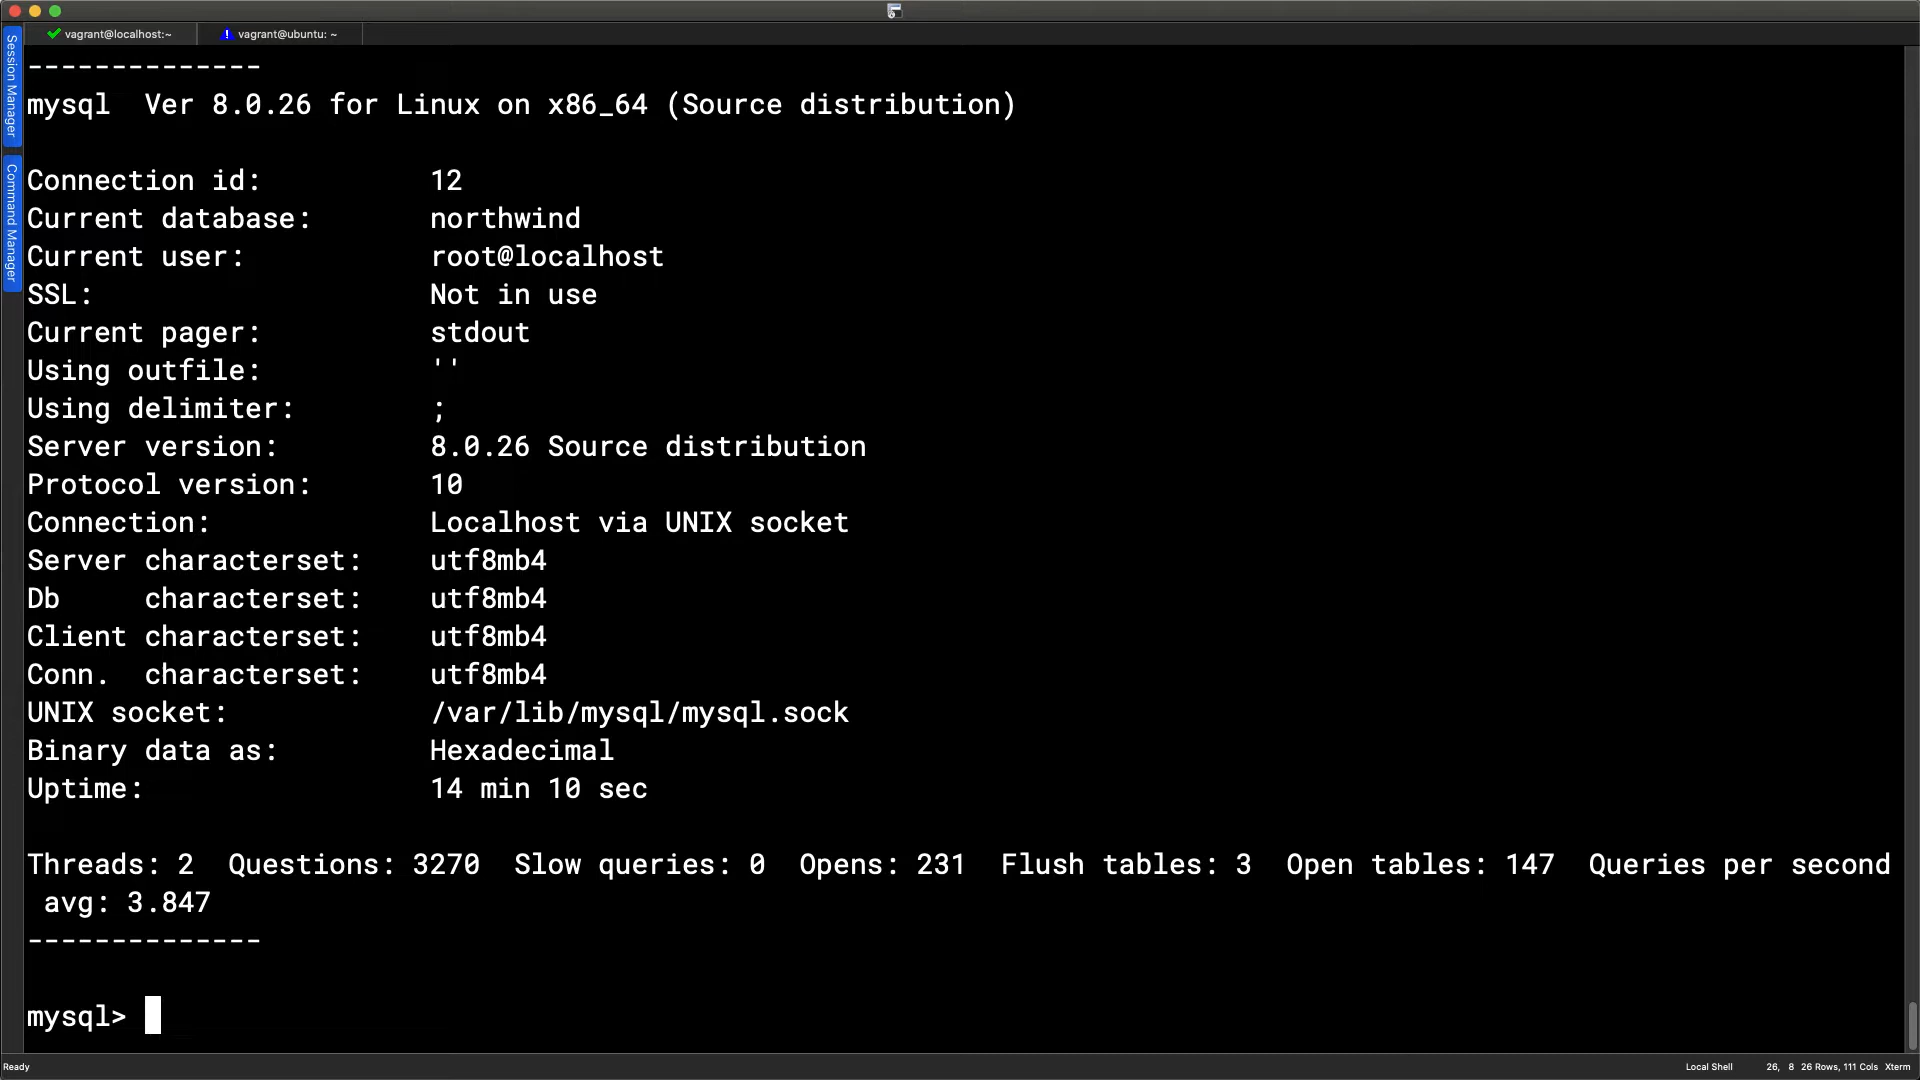 vagrant@localhost:~
vagrant@ubuntu: ~
Session Manager
Command Manager
--------------
mysql  Ver 8.0.26 for Linux on x86_64 (Source distribution)
Connection id:          12
Current database:       northwind
Current user:           root@localhost
SSL:                    Not in use
Current pager:          stdout
Using outfile:          ''
Using delimiter:        ;
Server version:         8.0.26 Source distribution
Protocol version:       10
Connection:             Localhost via UNIX socket
Server characterset:    utf8mb4
Db     characterset:    utf8mb4
Client characterset:    utf8mb4
Conn.  characterset:    utf8mb4
UNIX socket:            /var/lib/mysql/mysql.sock
Binary data as:         Hexadecimal
Uptime:                 14 min 10 sec
Threads: 2  Questions: 3270  Slow queries: 0  Opens: 231  Flush tables: 3  Open tables: 147  Queries per second
 avg: 3.847
--------------
mysql>
Ready
Local Shell 26, 8 26 Rows, 111 Cols Xterm